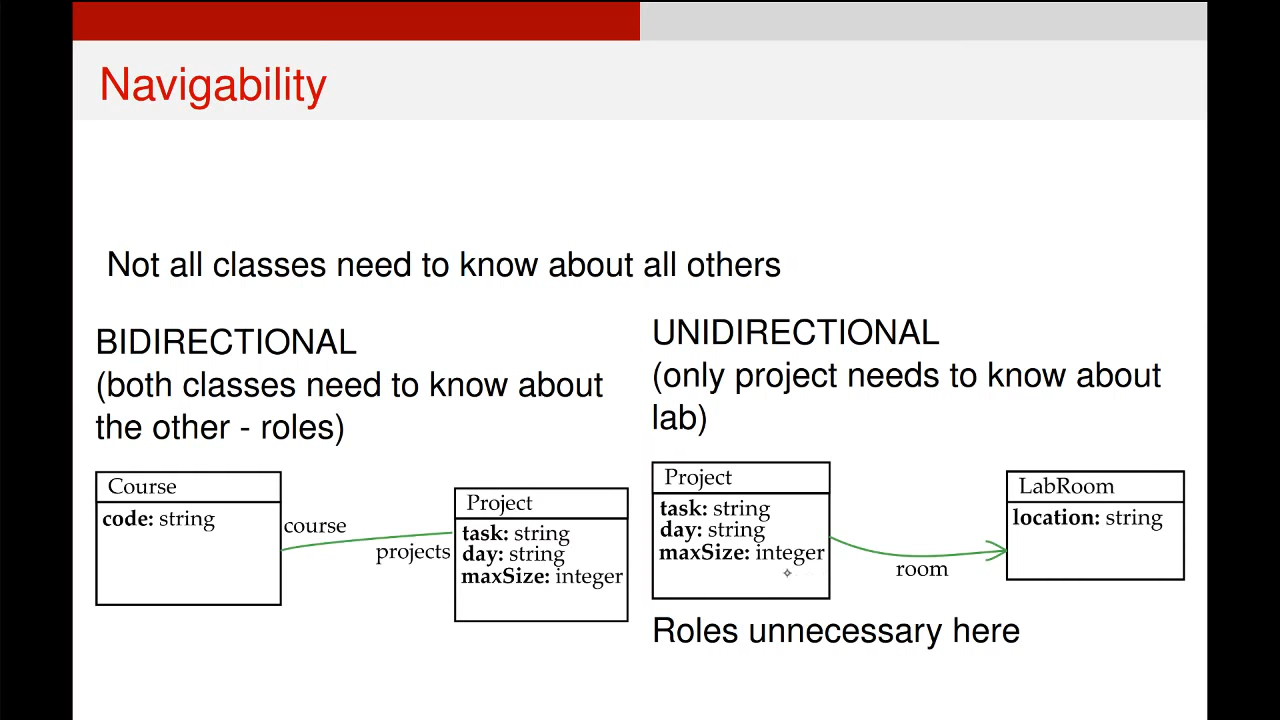 Navigability
Not all classes need to know about all others
BIDIRECTIONAL
(both classes need to know about
the other - roles)
Course
code: string
course
projects
Project
task: string
day: string
maxSize: integer
UNIDIRECTIONAL
(only project needs to know about
lab)
Project
task: string
day: string
maxSize: integer
room
LabRoom
location: string
Roles unnecessary here